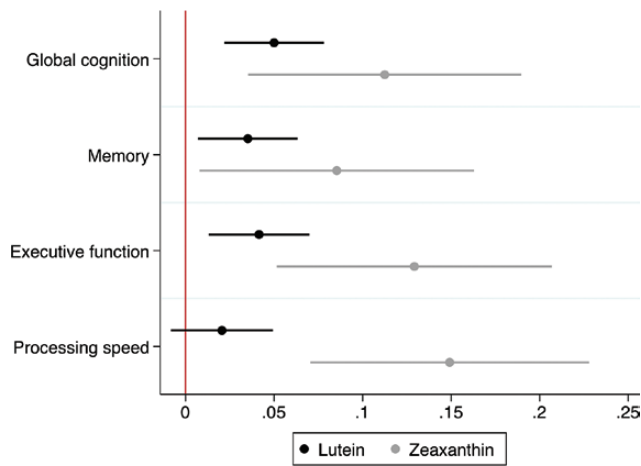 Global cognition
Memory
Executive function
Processing speed
0 .05 .1 .15 .2 .25
Lutein Zeaxanthin